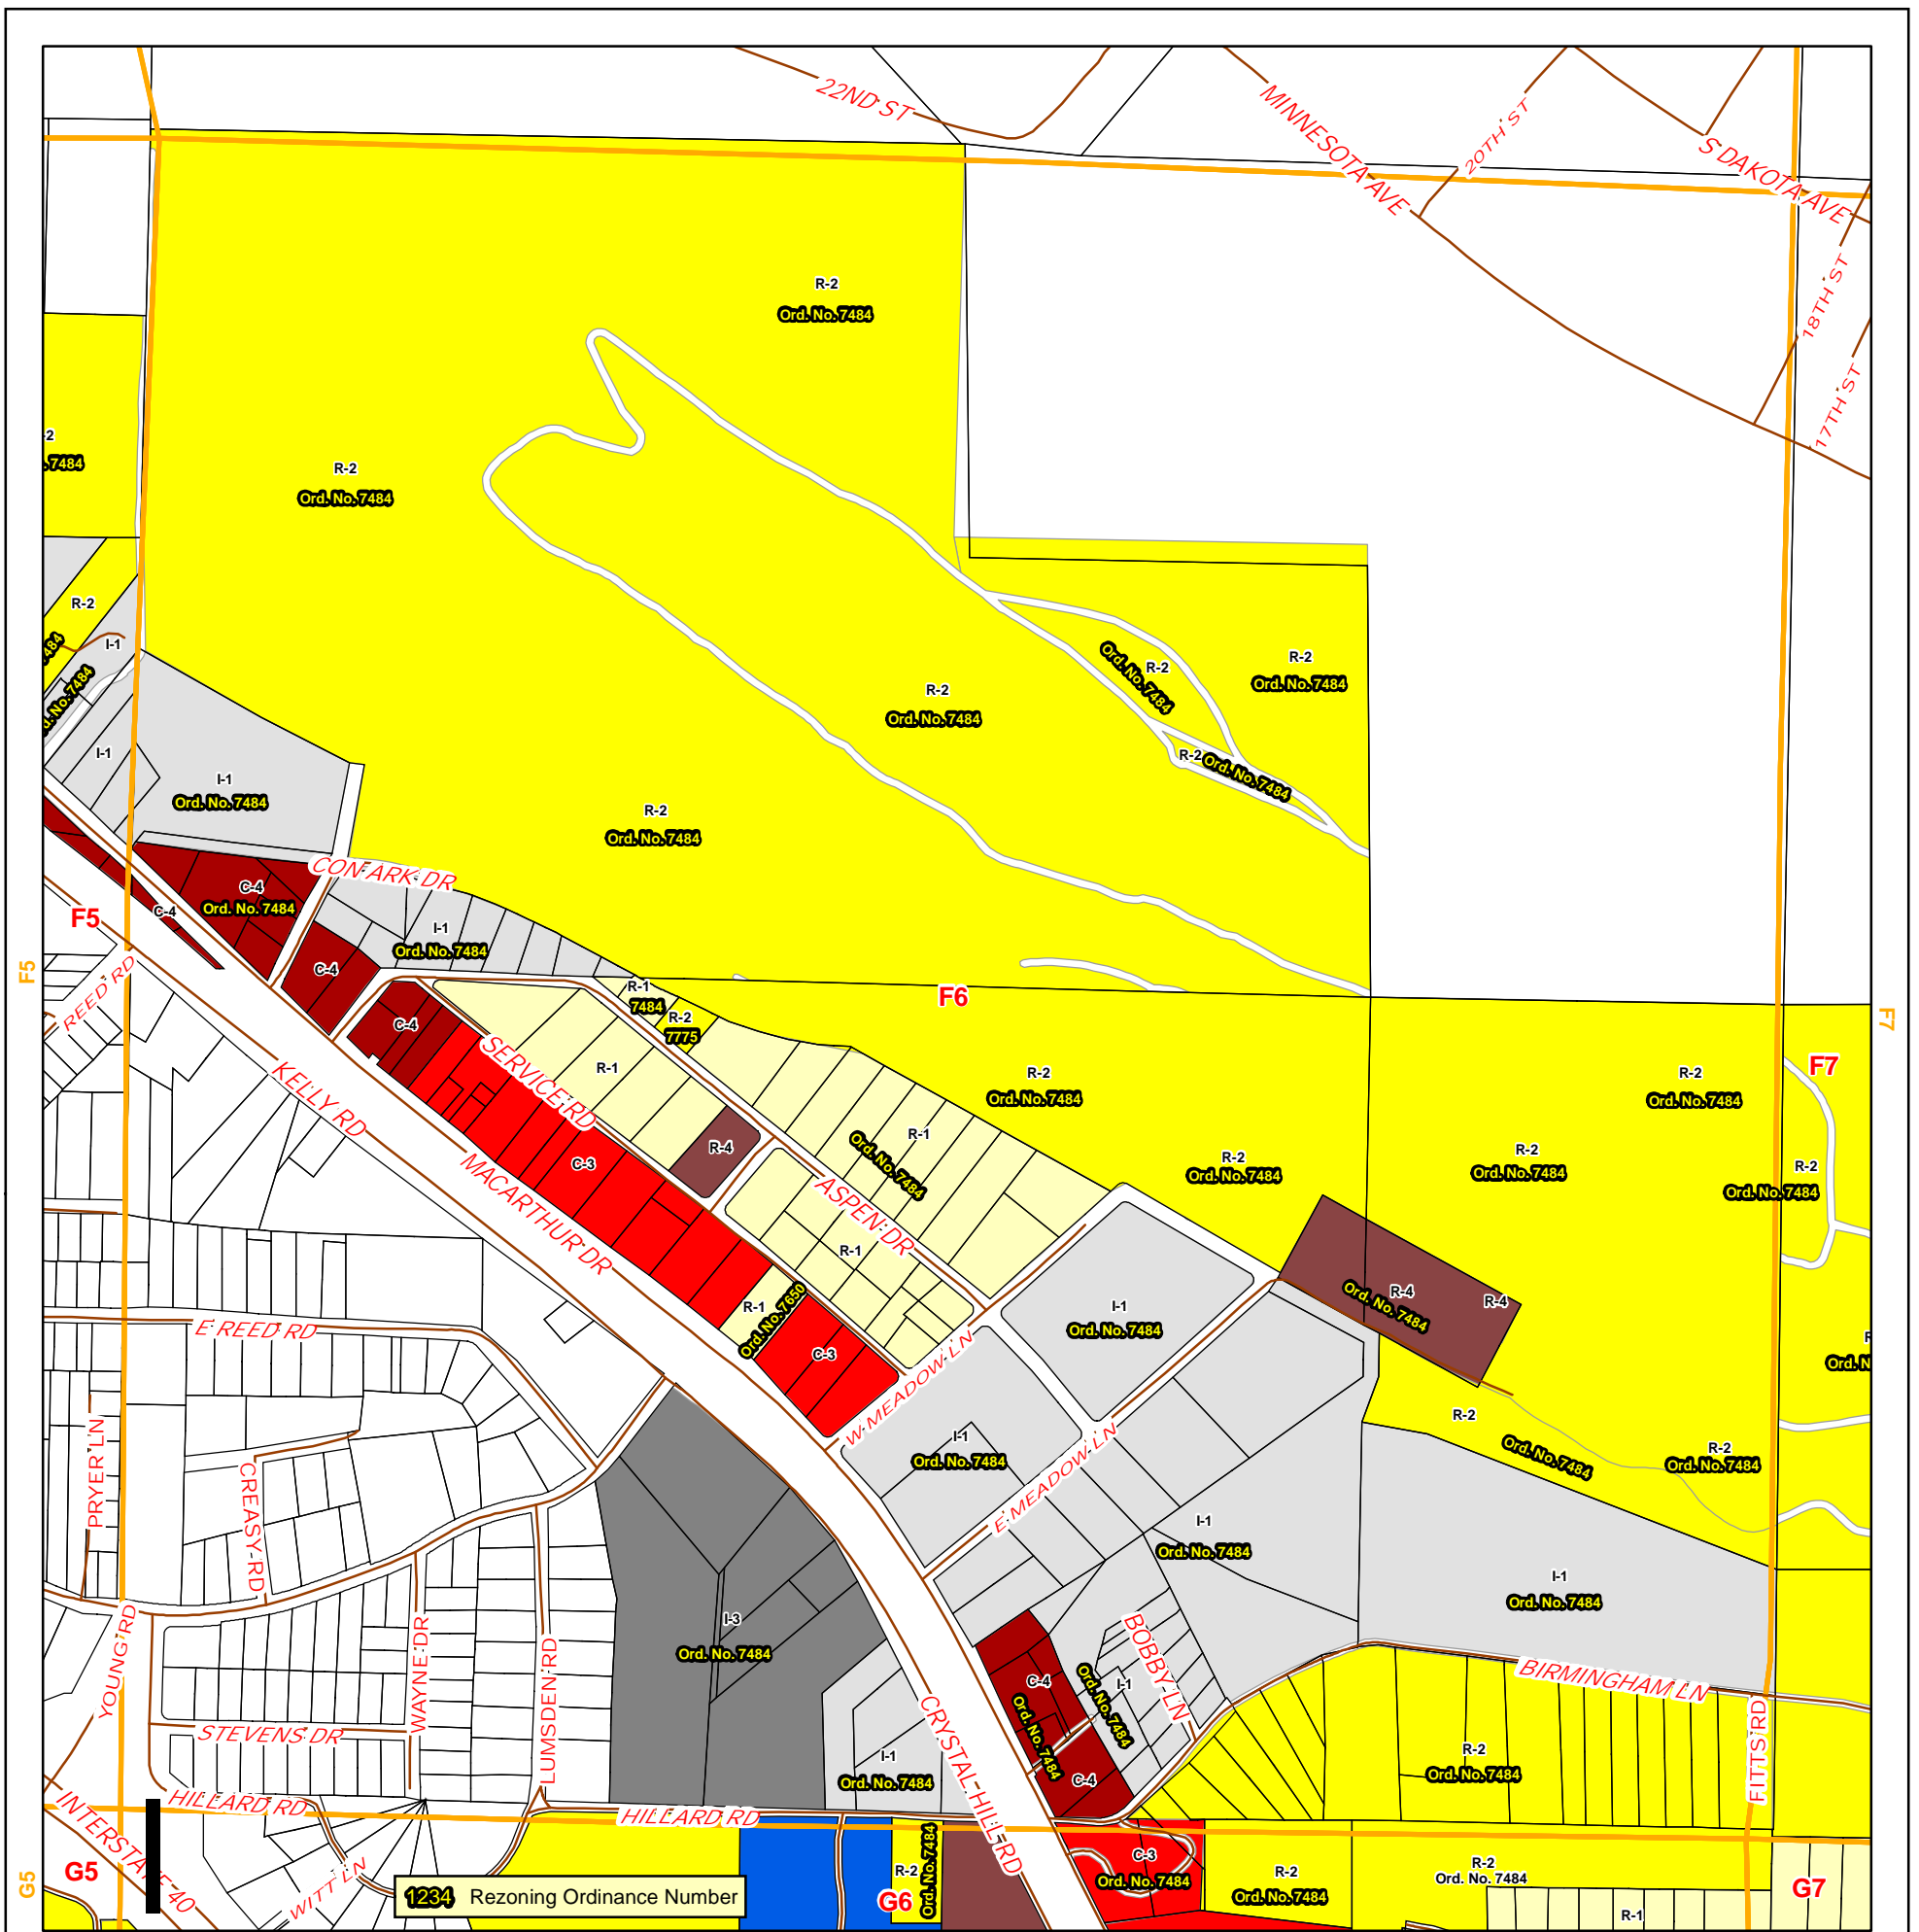 22ND ST
MINNESOTA AVE
20TH ST
S DAKOTA AVE
18TH ST
17TH ST
R-2
Ord. No. 7484
R-2
Ord. No. 7484
-2
. 7484
R-2
484
I-1
d. No. 7484
I-1
I-1
Ord. No. 7484
R-2
Ord. No. 7484
R-2
Ord. No. 7484
R-2
Ord. No. 7484
R-2
Ord. No. 7484
R-2
Ord. No. 7484
CON ARK DR
C-4
Ord. No. 7484
C-4
F5
F5
I-1
Ord. No. 7484
C-4
REED RD
R-1
7484
R-2
7775
F6
F7
F7
C-4
SERVICE RD
R-1
KELLY RD
R-4
C-3
MACARTHUR DR
R-1
Ord. No. 7484
ASPEN DR
R-1
R-2
Ord. No. 7484
R-2
Ord. No. 7484
R-2
Ord. No. 7484
R-2
Ord. No. 7484
R-2
Ord. No. 7484
R-4
Ord. No. 7484
R-4
Ord. N
R-1
Ord. No. 7650
C-3
W MEADOW LN
I-1
Ord. No. 7484
E REED RD
PRYER LN
CREASY RD
I-1
Ord. No. 7484
E MEADOW LN
R-2
Ord. No. 7484
R-2
Ord. No. 7484
I-1
Ord. No. 7484
I-1
Ord. No. 7484
YOUNG RD
WAYNE DR
LUMSDEN RD
STEVENS DR
I-3
Ord. No. 7484
C-4
Ord. No. 7484
I-1
Ord. No. 7484
BOBBY LN
C-4
BIRMINGHAM LN
FITTS RD
R-2
Ord. No. 7484
I-1
Ord. No. 7484
CRYSTAL HILL RD
HILLARD RD
HILLARD RD
INTERSTATE 40
G5
G5
WITT LN
1234 Rezoning Ordinance Number
R-2
Ord. No. 7484
G6
C-3
Ord. No. 7484
R-2
Ord. No. 7484
R-2
Ord. No. 7484
R-1
G7